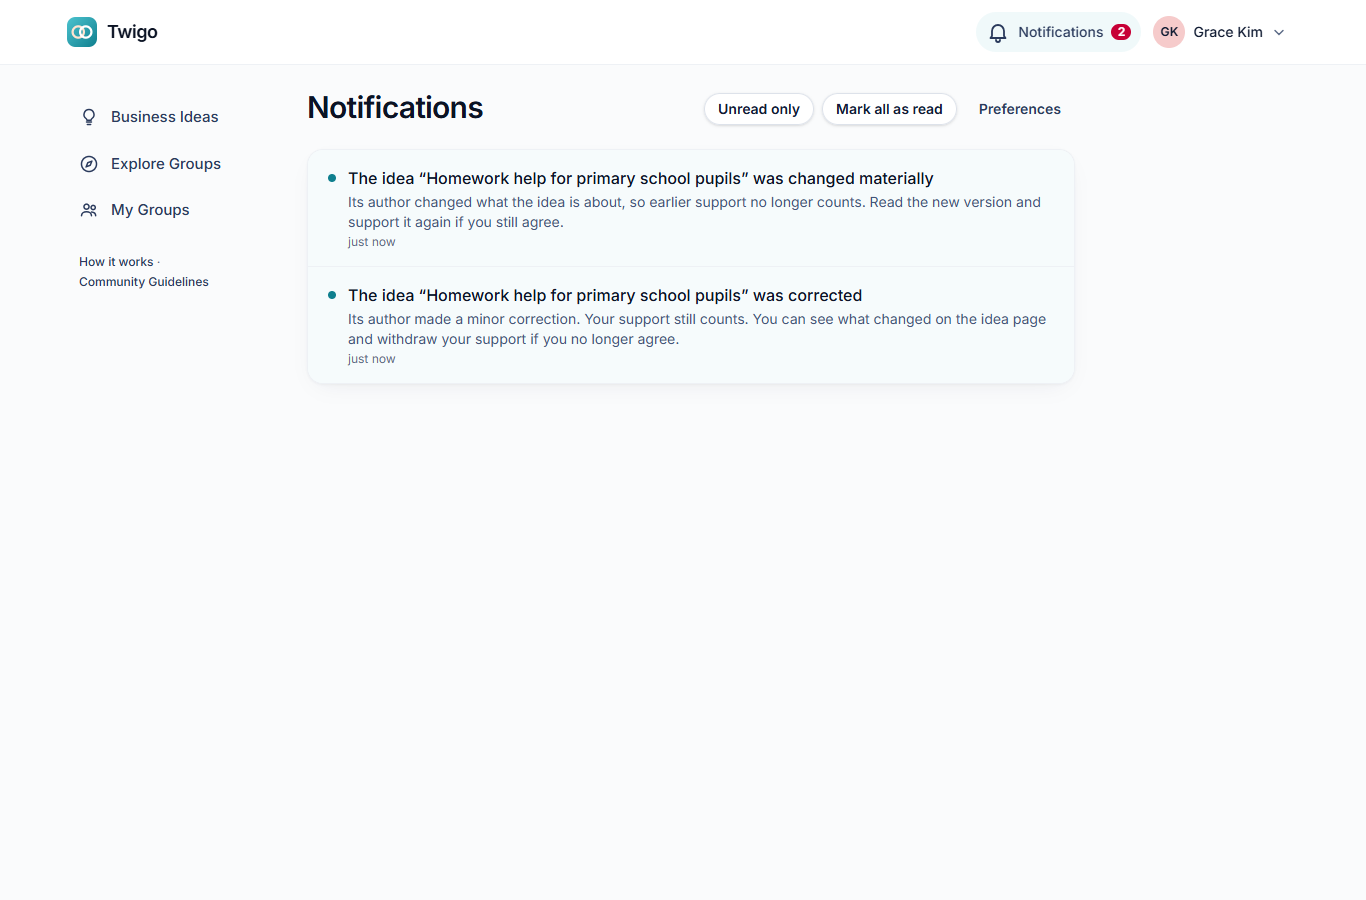 Twigo
Notifications 2
GK Grace Kim
Business Ideas
Explore Groups
My Groups
How it works ·
Community Guidelines
Notifications
Unread only
Mark all as read
Preferences
The idea “Homework help for primary school pupils” was changed materially
Its author changed what the idea is about, so earlier support no longer counts. Read the new version and
support it again if you still agree.
just now
The idea “Homework help for primary school pupils” was corrected
Its author made a minor correction. Your support still counts. You can see what changed on the idea page
and withdraw your support if you no longer agree.
just now